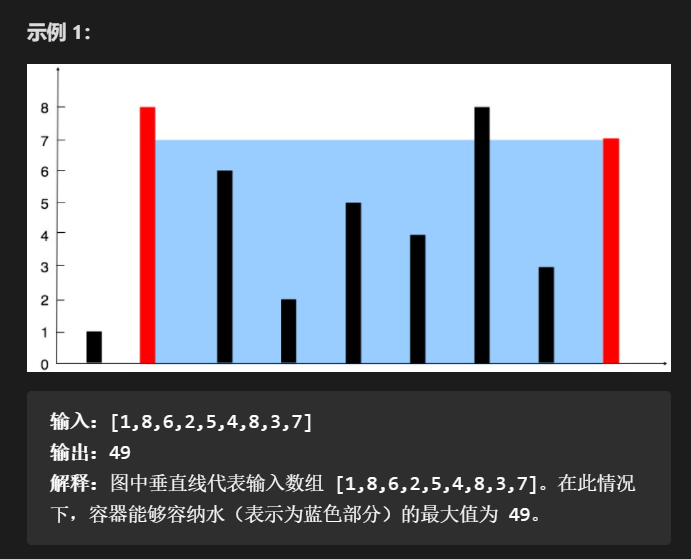 示例 1：
8
7
6
5
4
3
2
1
0
输入：[1,8,6,2,5,4,8,3,7]
输出：49
解释：图中垂直线代表输入数组 [1,8,6,2,5,4,8,3,7]。在此情况
下，容器能够容纳水（表示为蓝色部分）的最大值为 49。